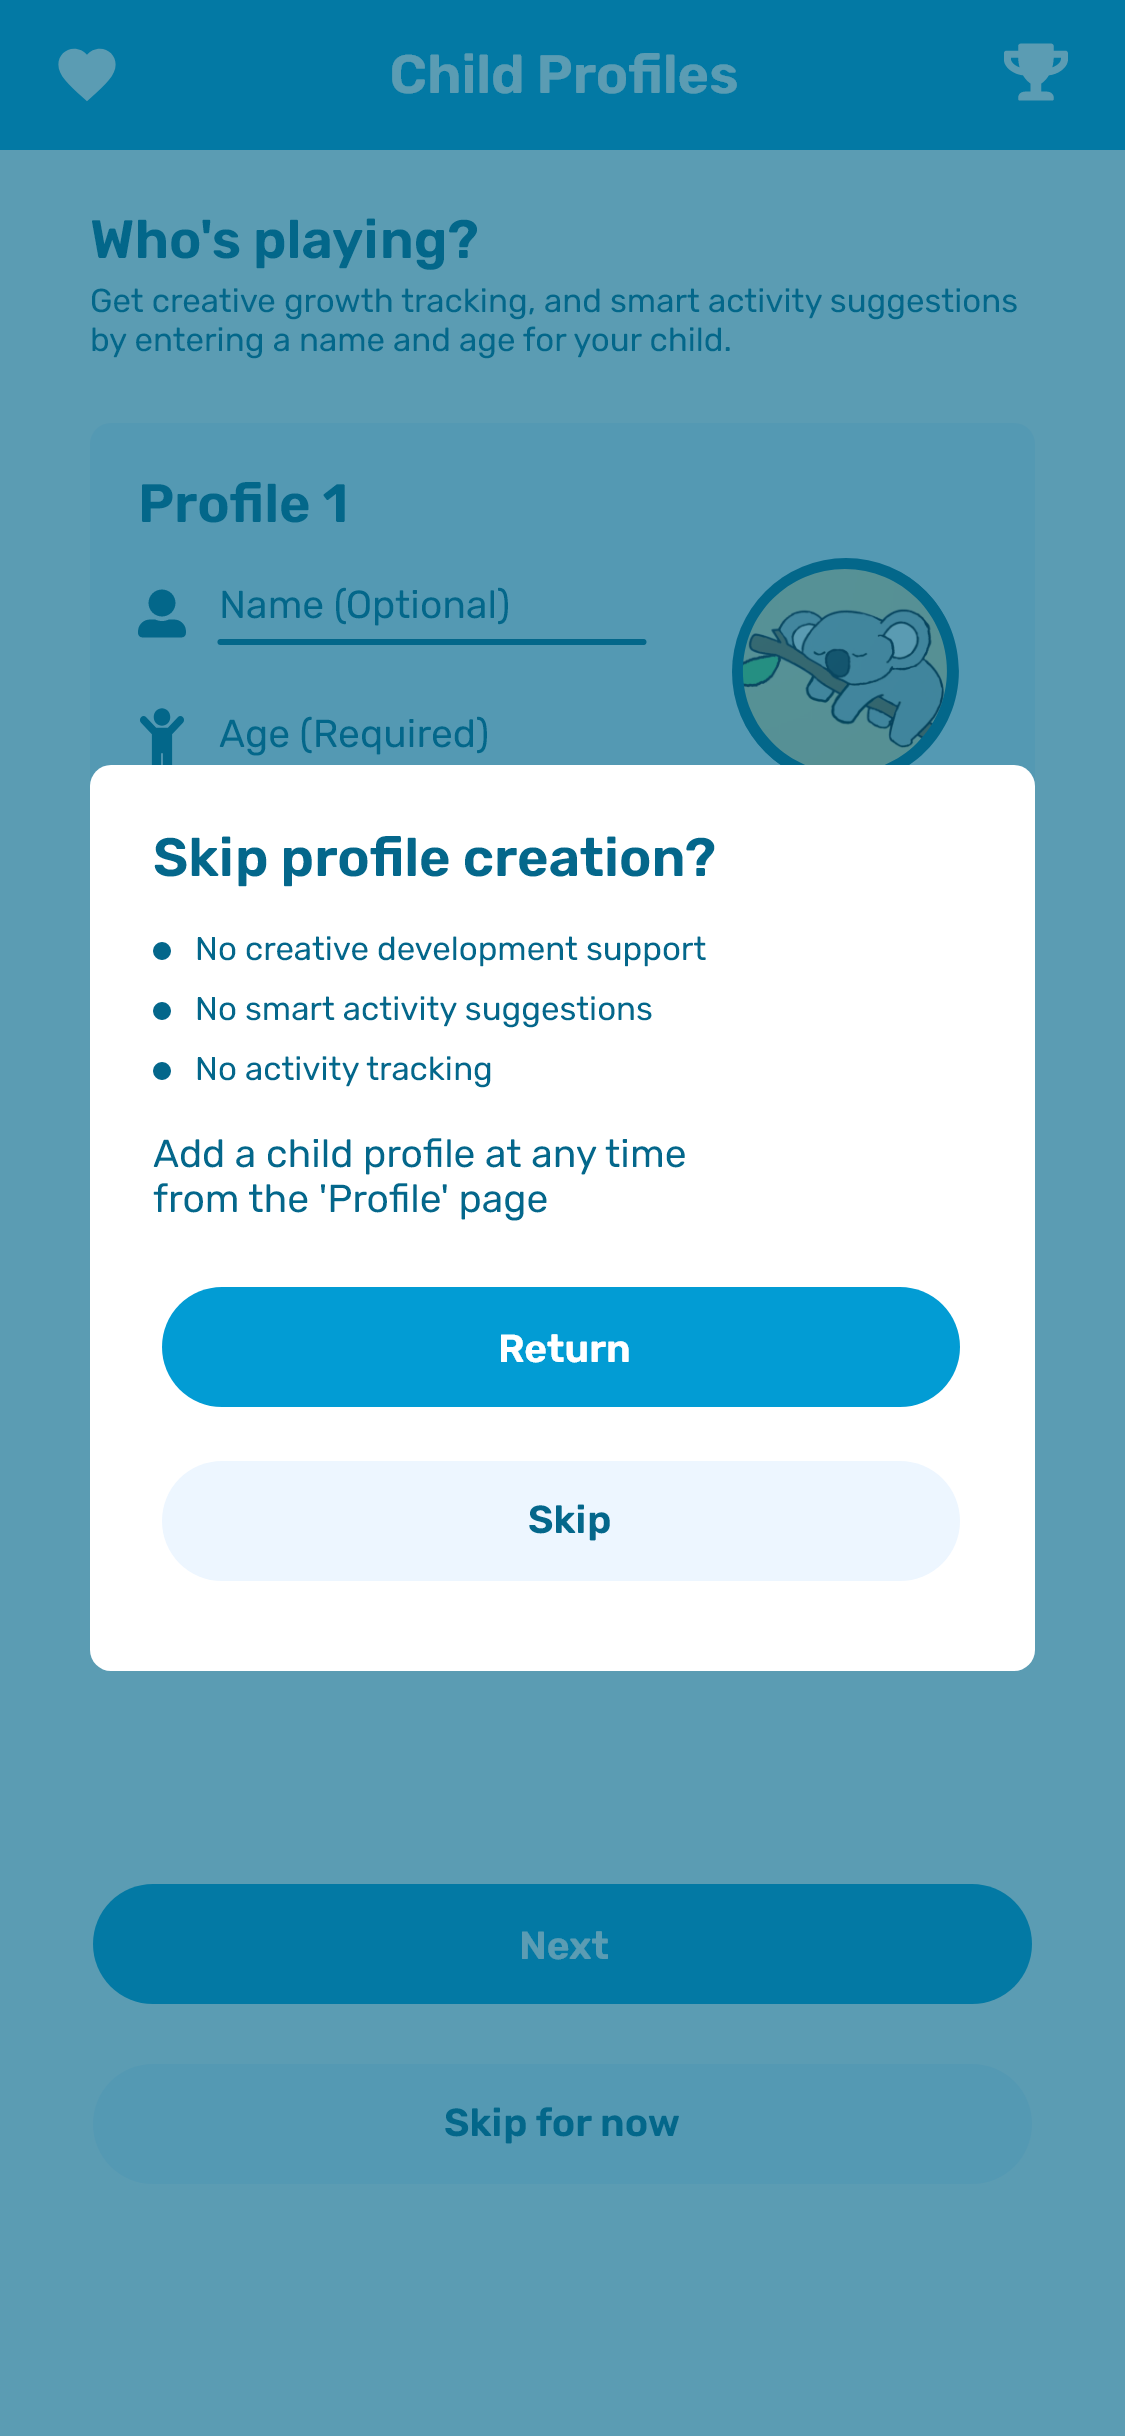 Child Profiles
Who's playing?
Get creative growth tracking, and smart activity suggestions
by entering a name and age for your child.
Profile 1
Name (Optional)
Age (Required)
Skip profile creation?
No creative development support
No smart activity suggestions
No activity tracking
Add a child profile at any time
from the 'Profile' page
Return
Skip
Next
Skip for now